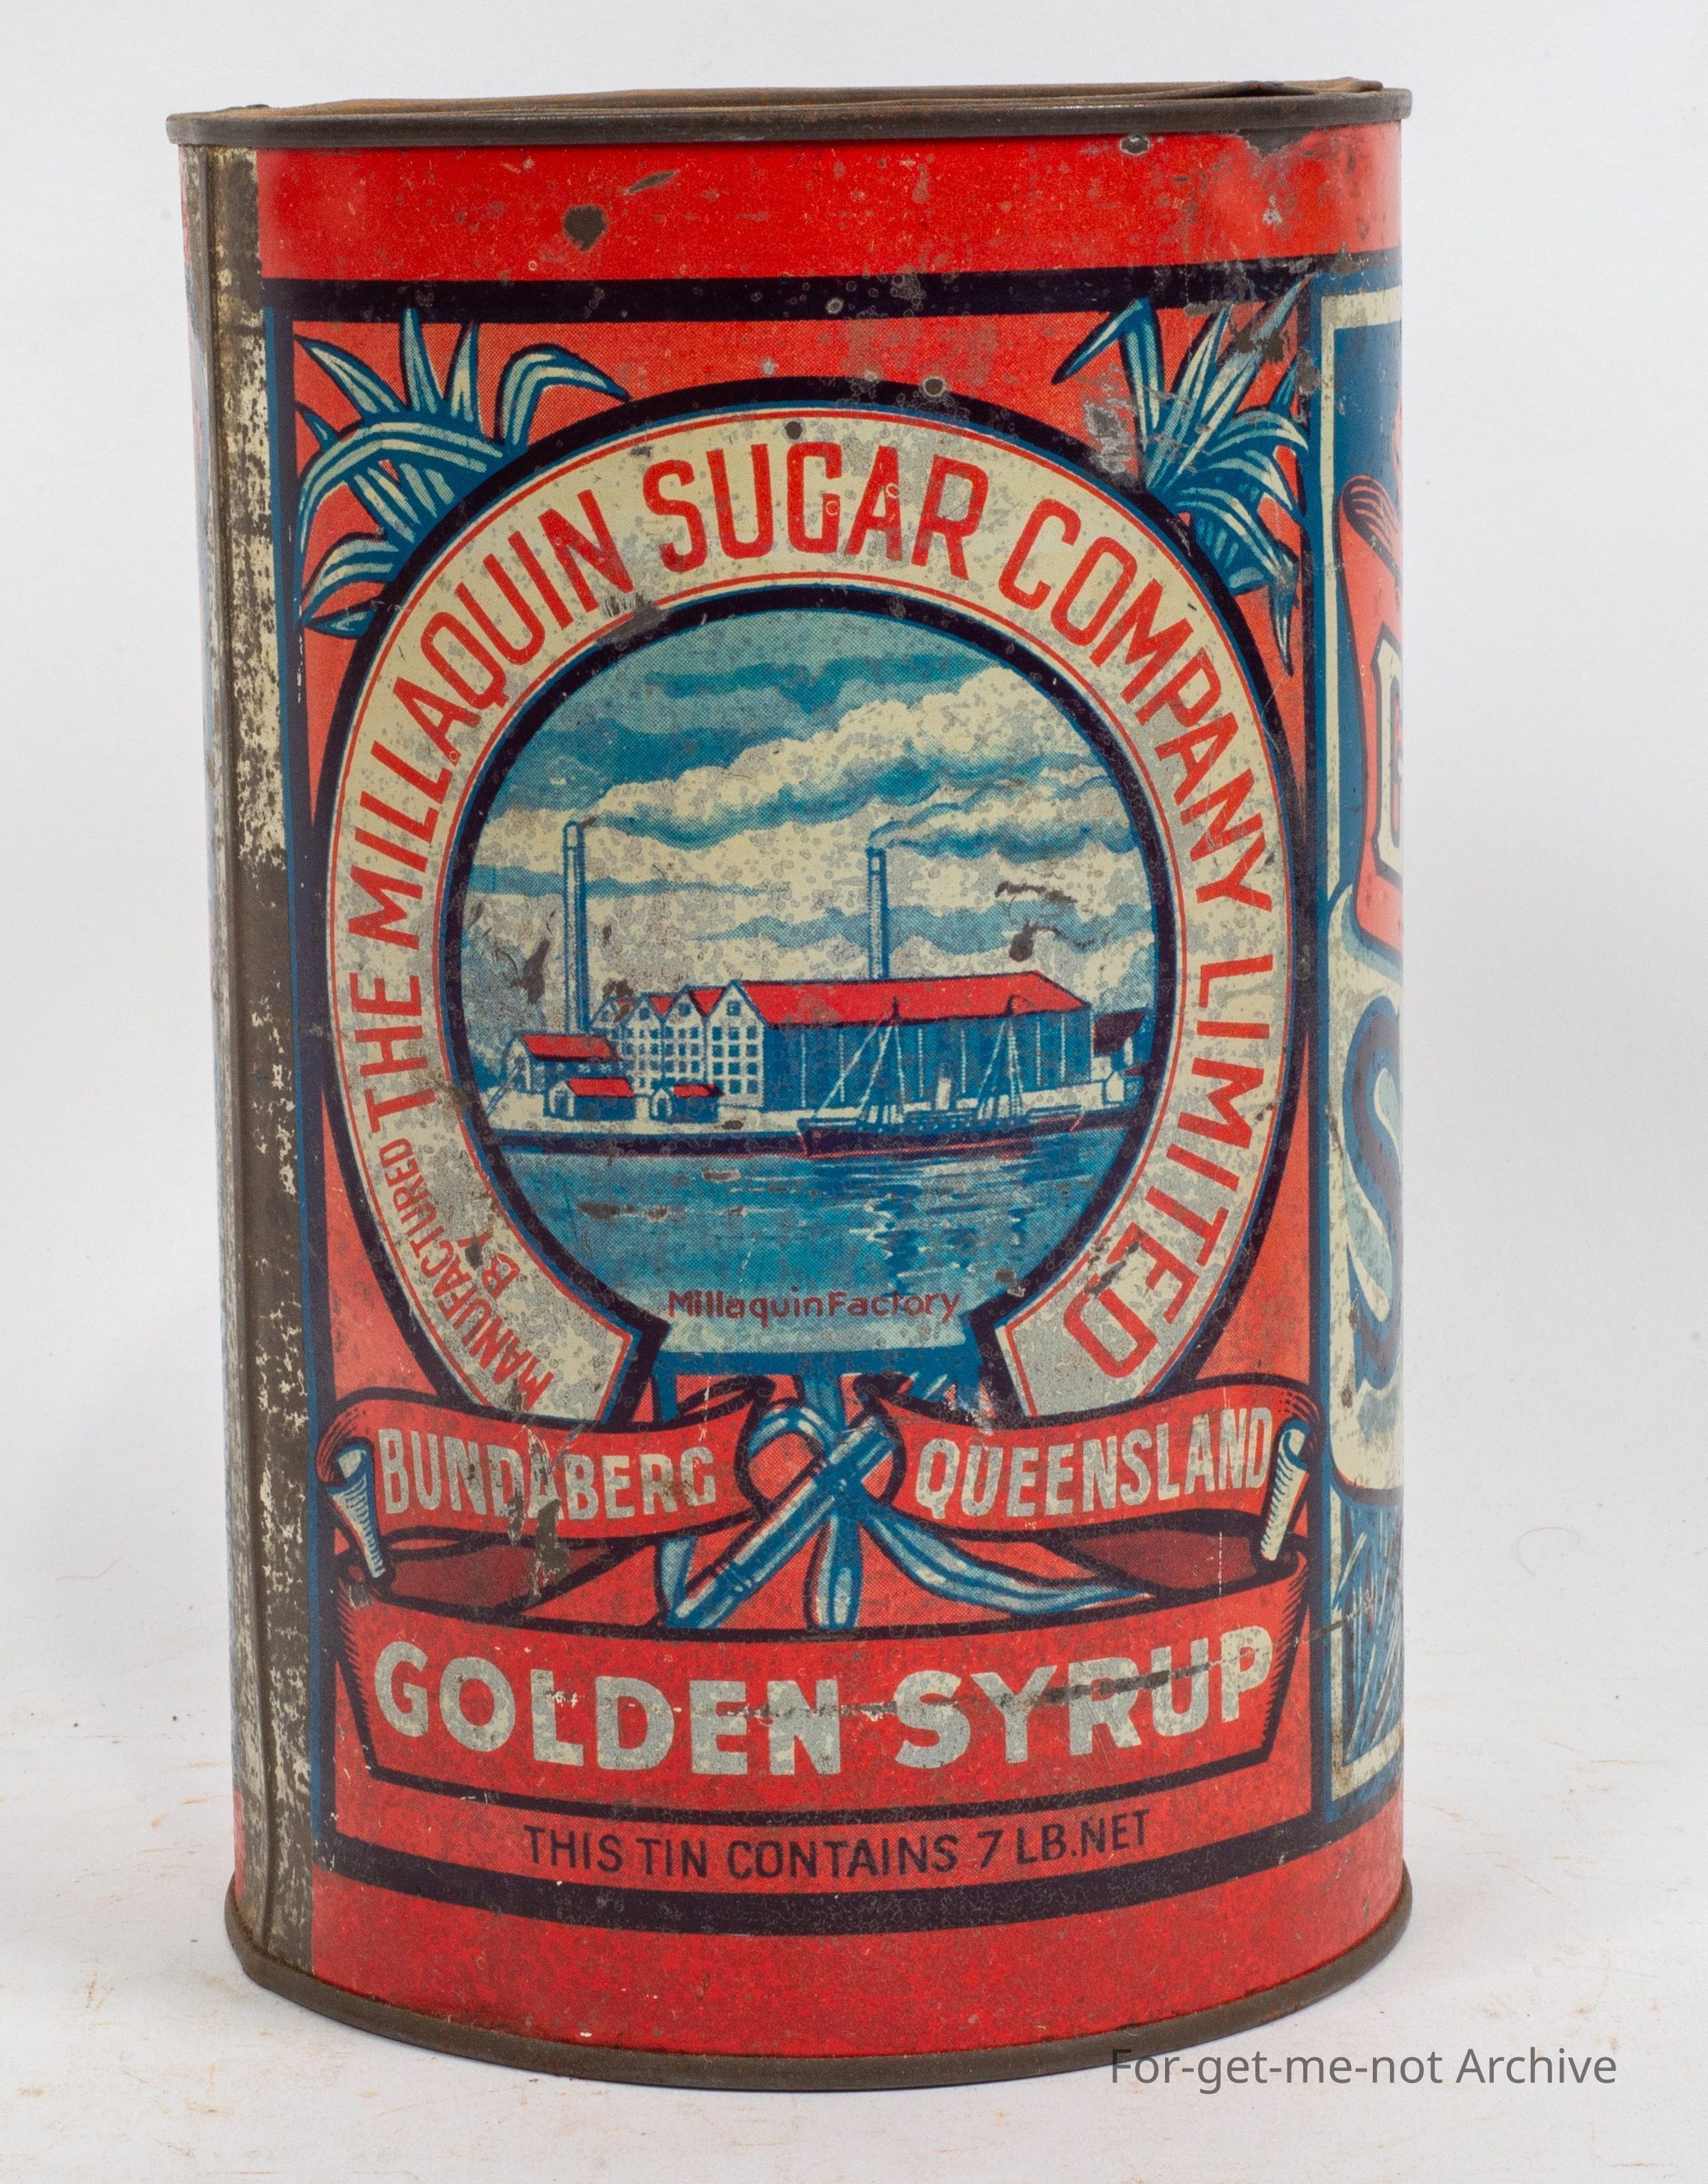 MANUFACTURED BY THE MILLAQUIN SUGAR COMPANY LIMITED
Millaquin Factory
BUNDABERG QUEENSLAND
GOLDEN SYRUP
THIS TIN CONTAINS 7 LB. NET
For-get-me-not Archive